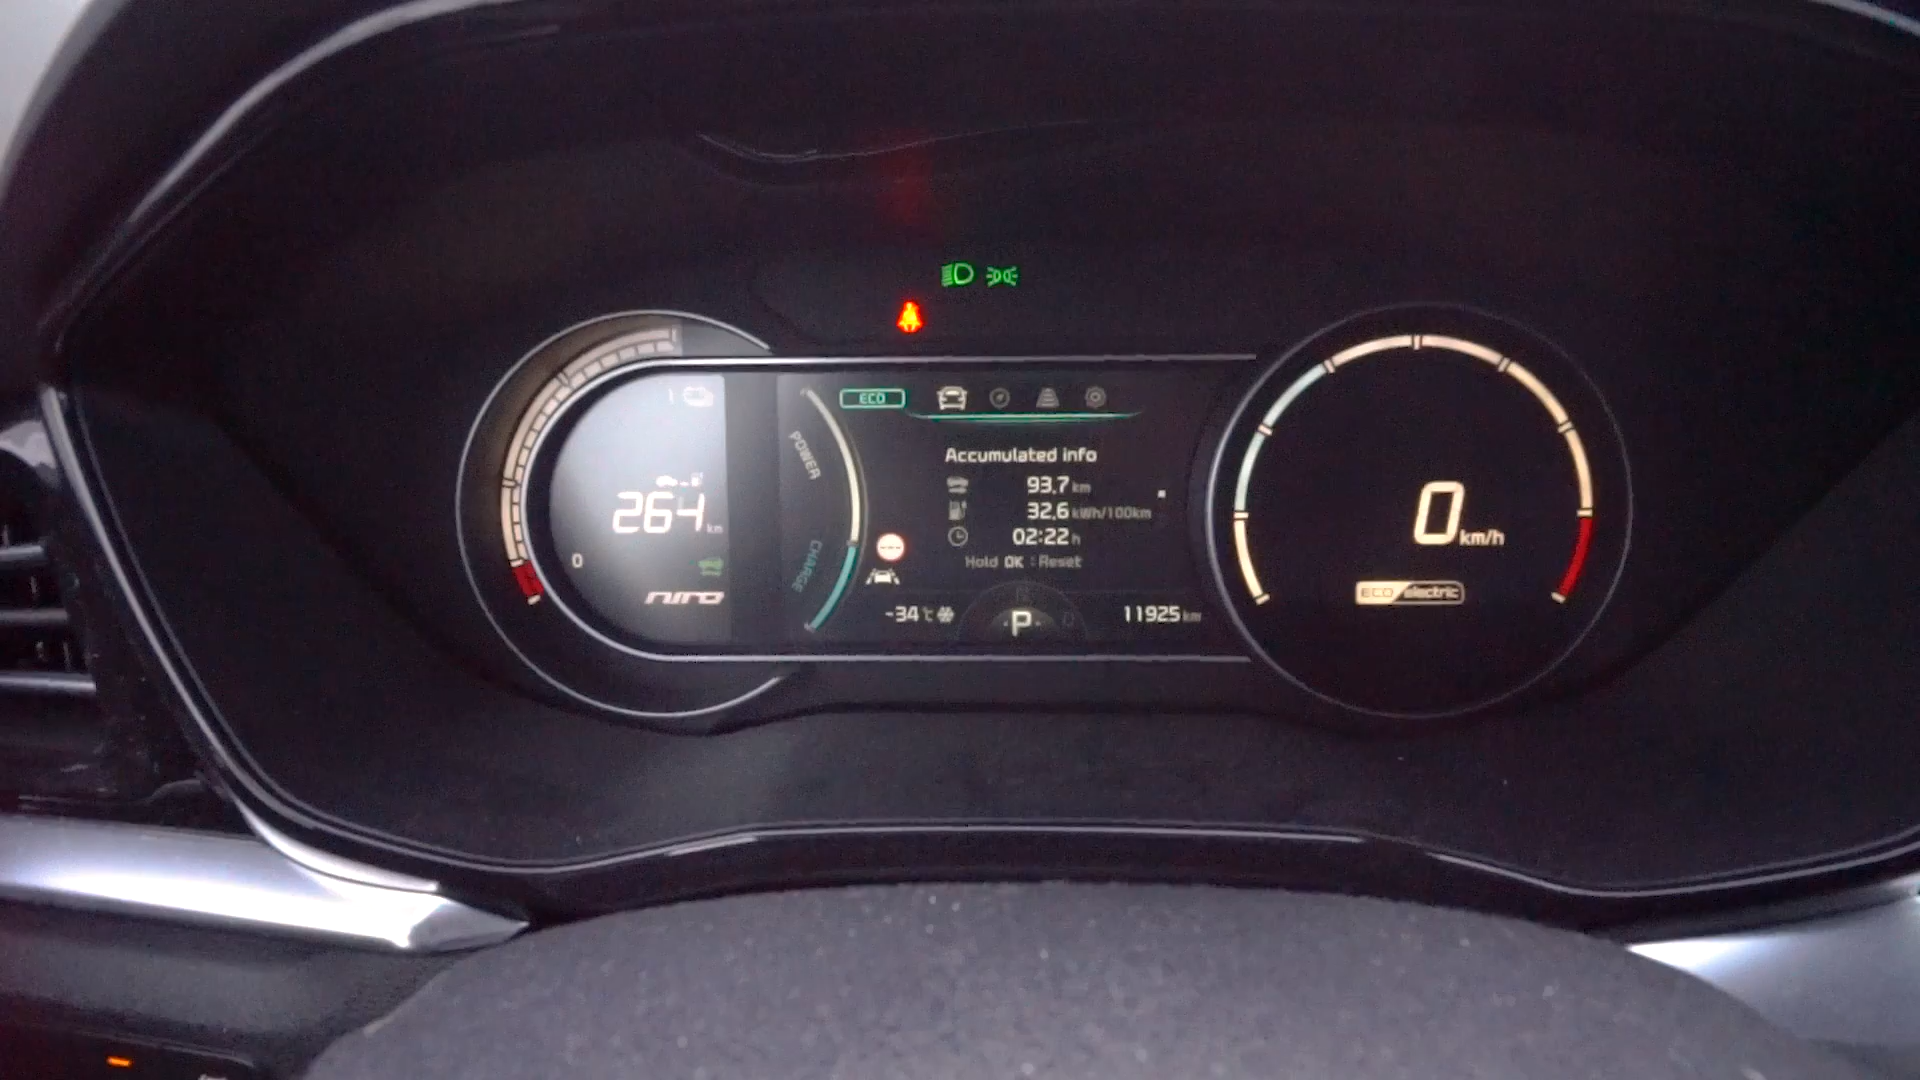 ECO
POWER
CHARGE
1
264 km
0
niro
Accumulated info
93.7 km
32.6 kWh/100km
02:22 h
Hold OK : Reset
-34°C
P
11925 km
0 km/h
ECO electric